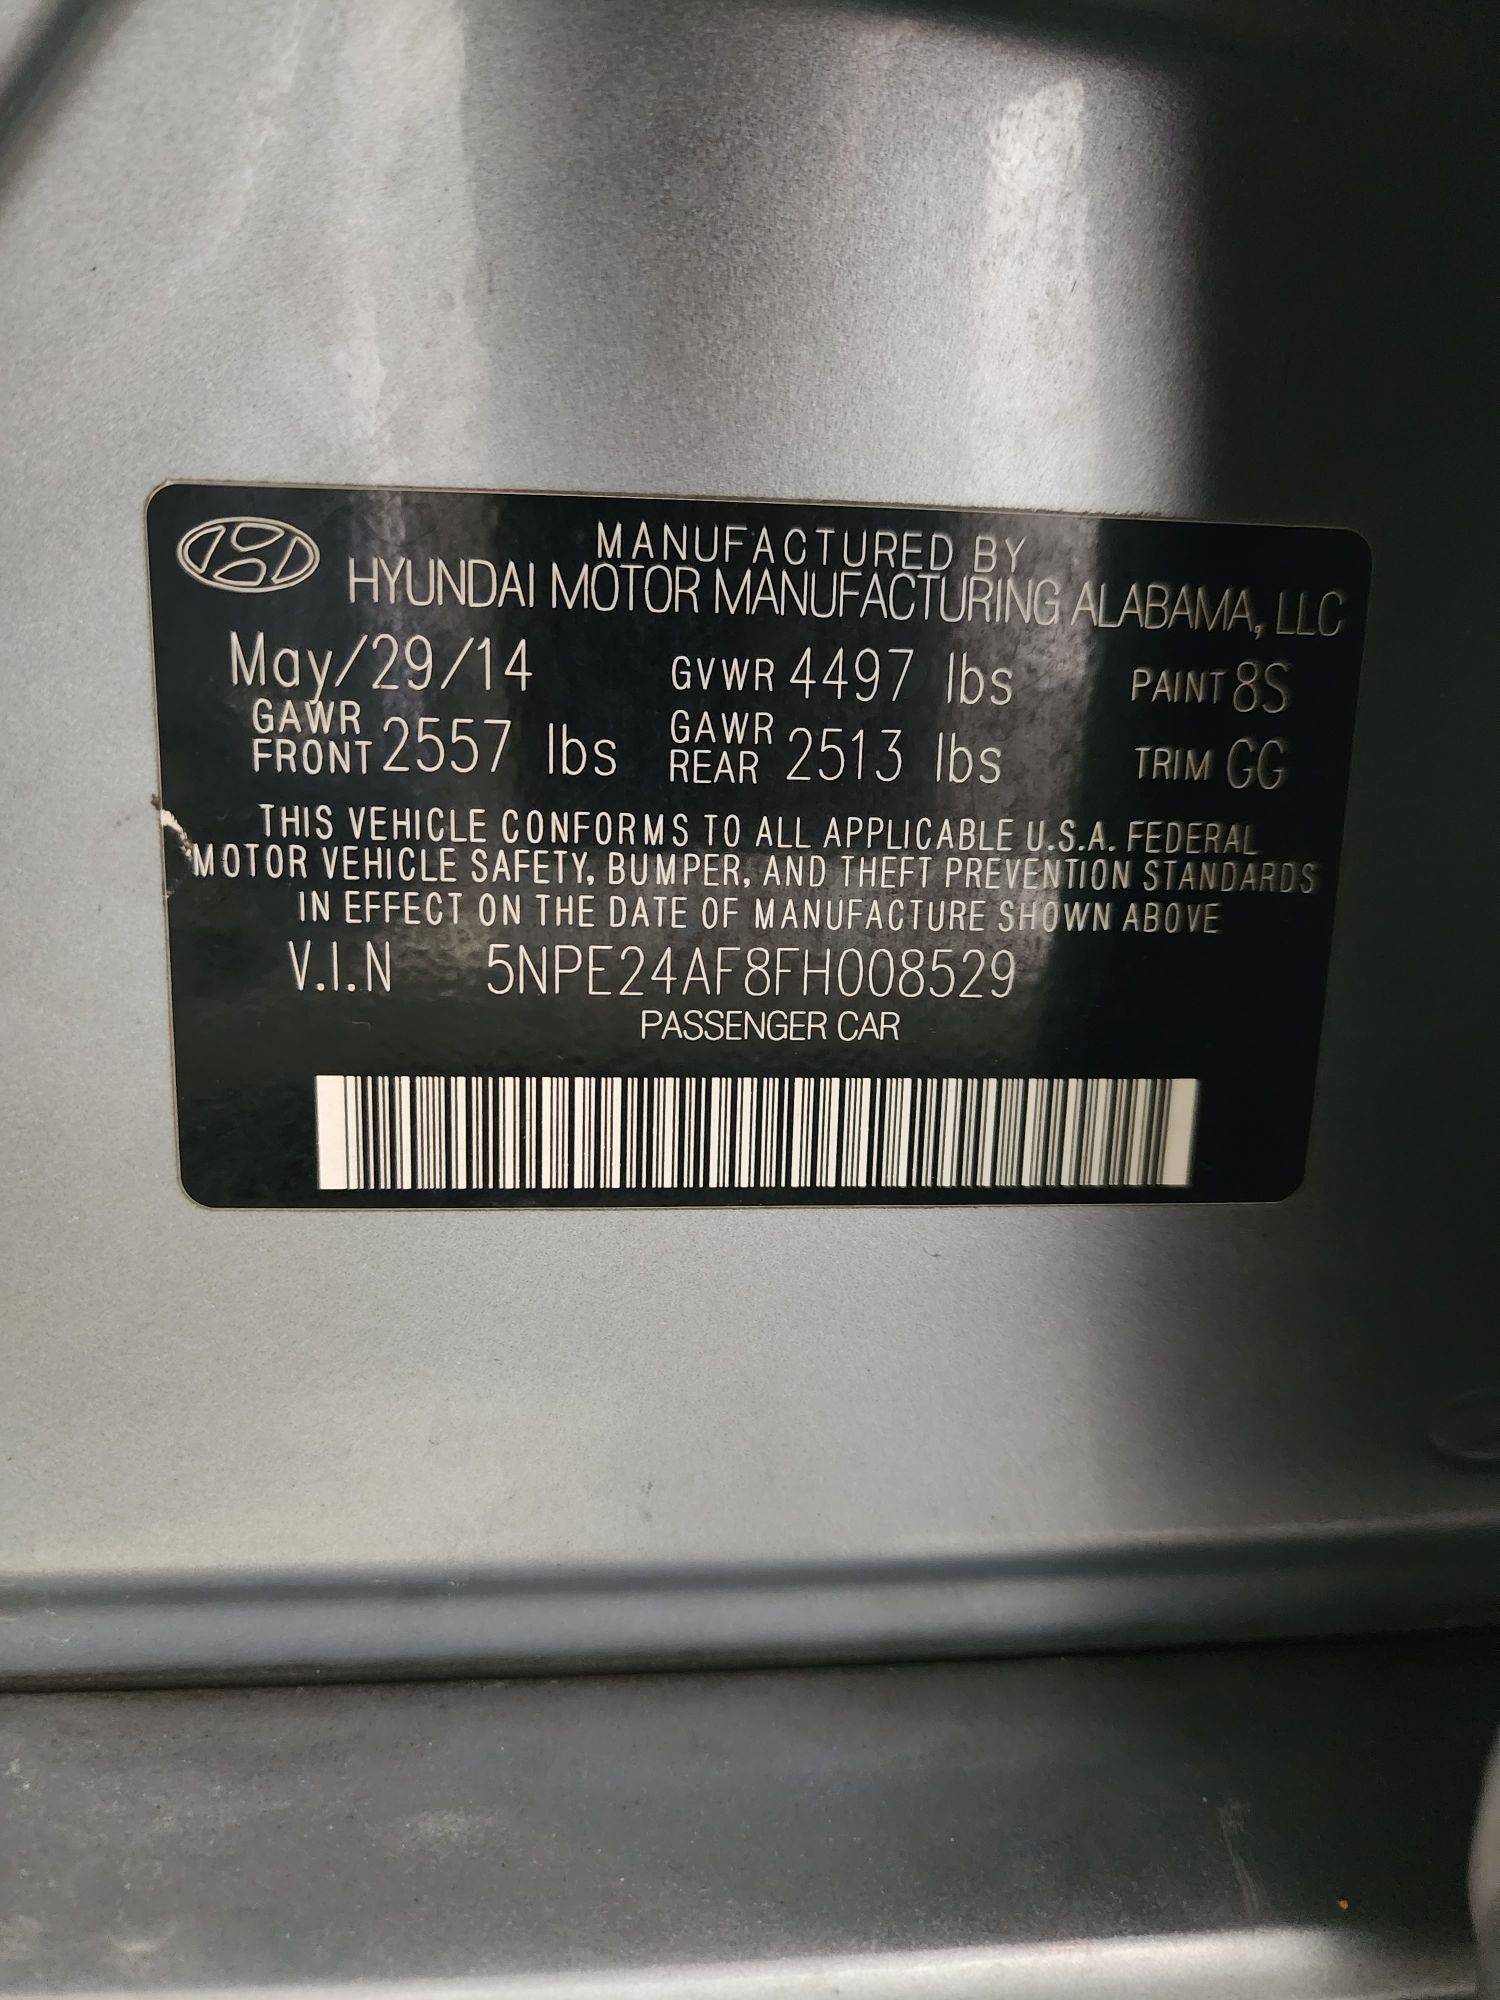 MANUFACTURED BY
HYUNDAI MOTOR MANUFACTURING ALABAMA, LLC
May/29/14 GVWR 4497 lbs PAINT 8S
GAWR FRONT 2557 lbs GAWR REAR 2513 lbs TRIM GG
THIS VEHICLE CONFORMS TO ALL APPLICABLE U.S.A. FEDERAL
MOTOR VEHICLE SAFETY, BUMPER, AND THEFT PREVENTION STANDARDS
IN EFFECT ON THE DATE OF MANUFACTURE SHOWN ABOVE
V.I.N 5NPE24AF8FH008529
PASSENGER CAR